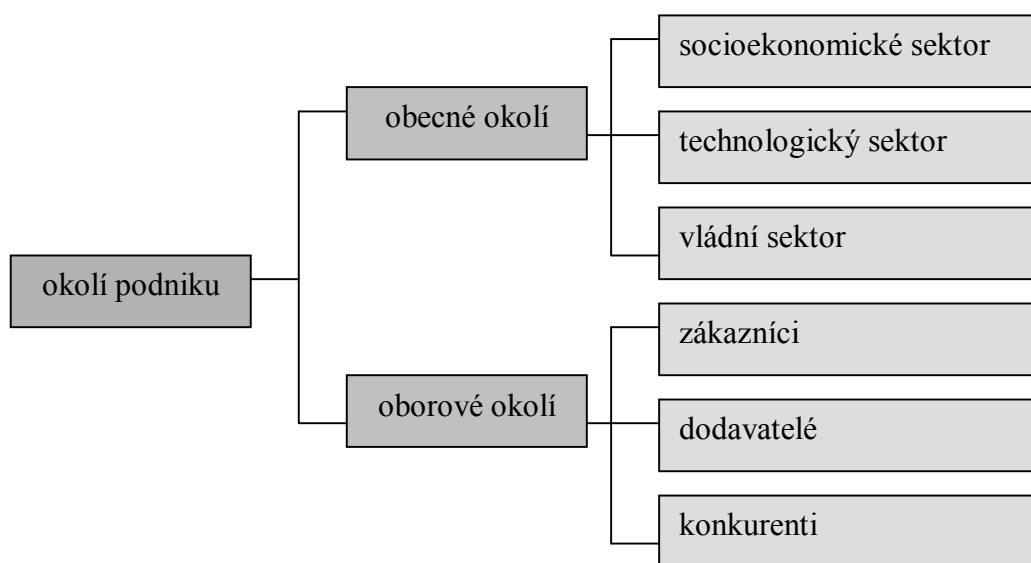 okolí podniku
obecné okolí
socioekonomické sektor
technologický sektor
vládní sektor
oborové okolí
zákazníci
dodavatelé
konkurenti